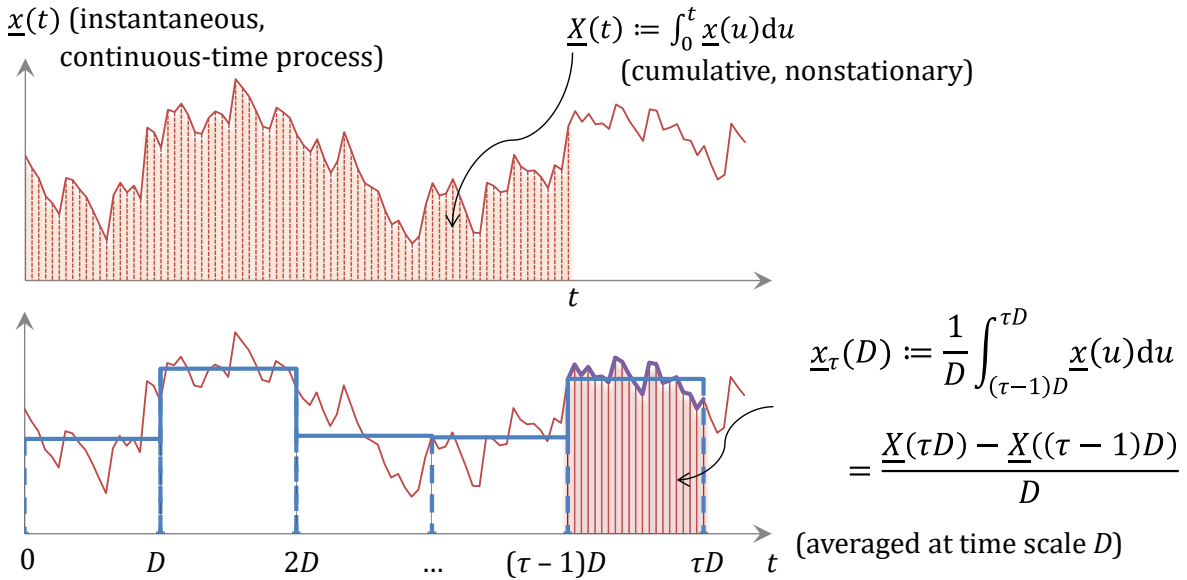 x(t) (instantaneous,
continuous-time process)
X(t) ≔ ∫₀ᵗ x(u)du
(cumulative, nonstationary)
t
x_τ(D) ≔ 1/D ∫_{(τ−1)D}^{τD} x(u)du
= (X(τD) − X((τ − 1)D))/D
(averaged at time scale D)
0 D 2D ... (τ – 1)D τD t